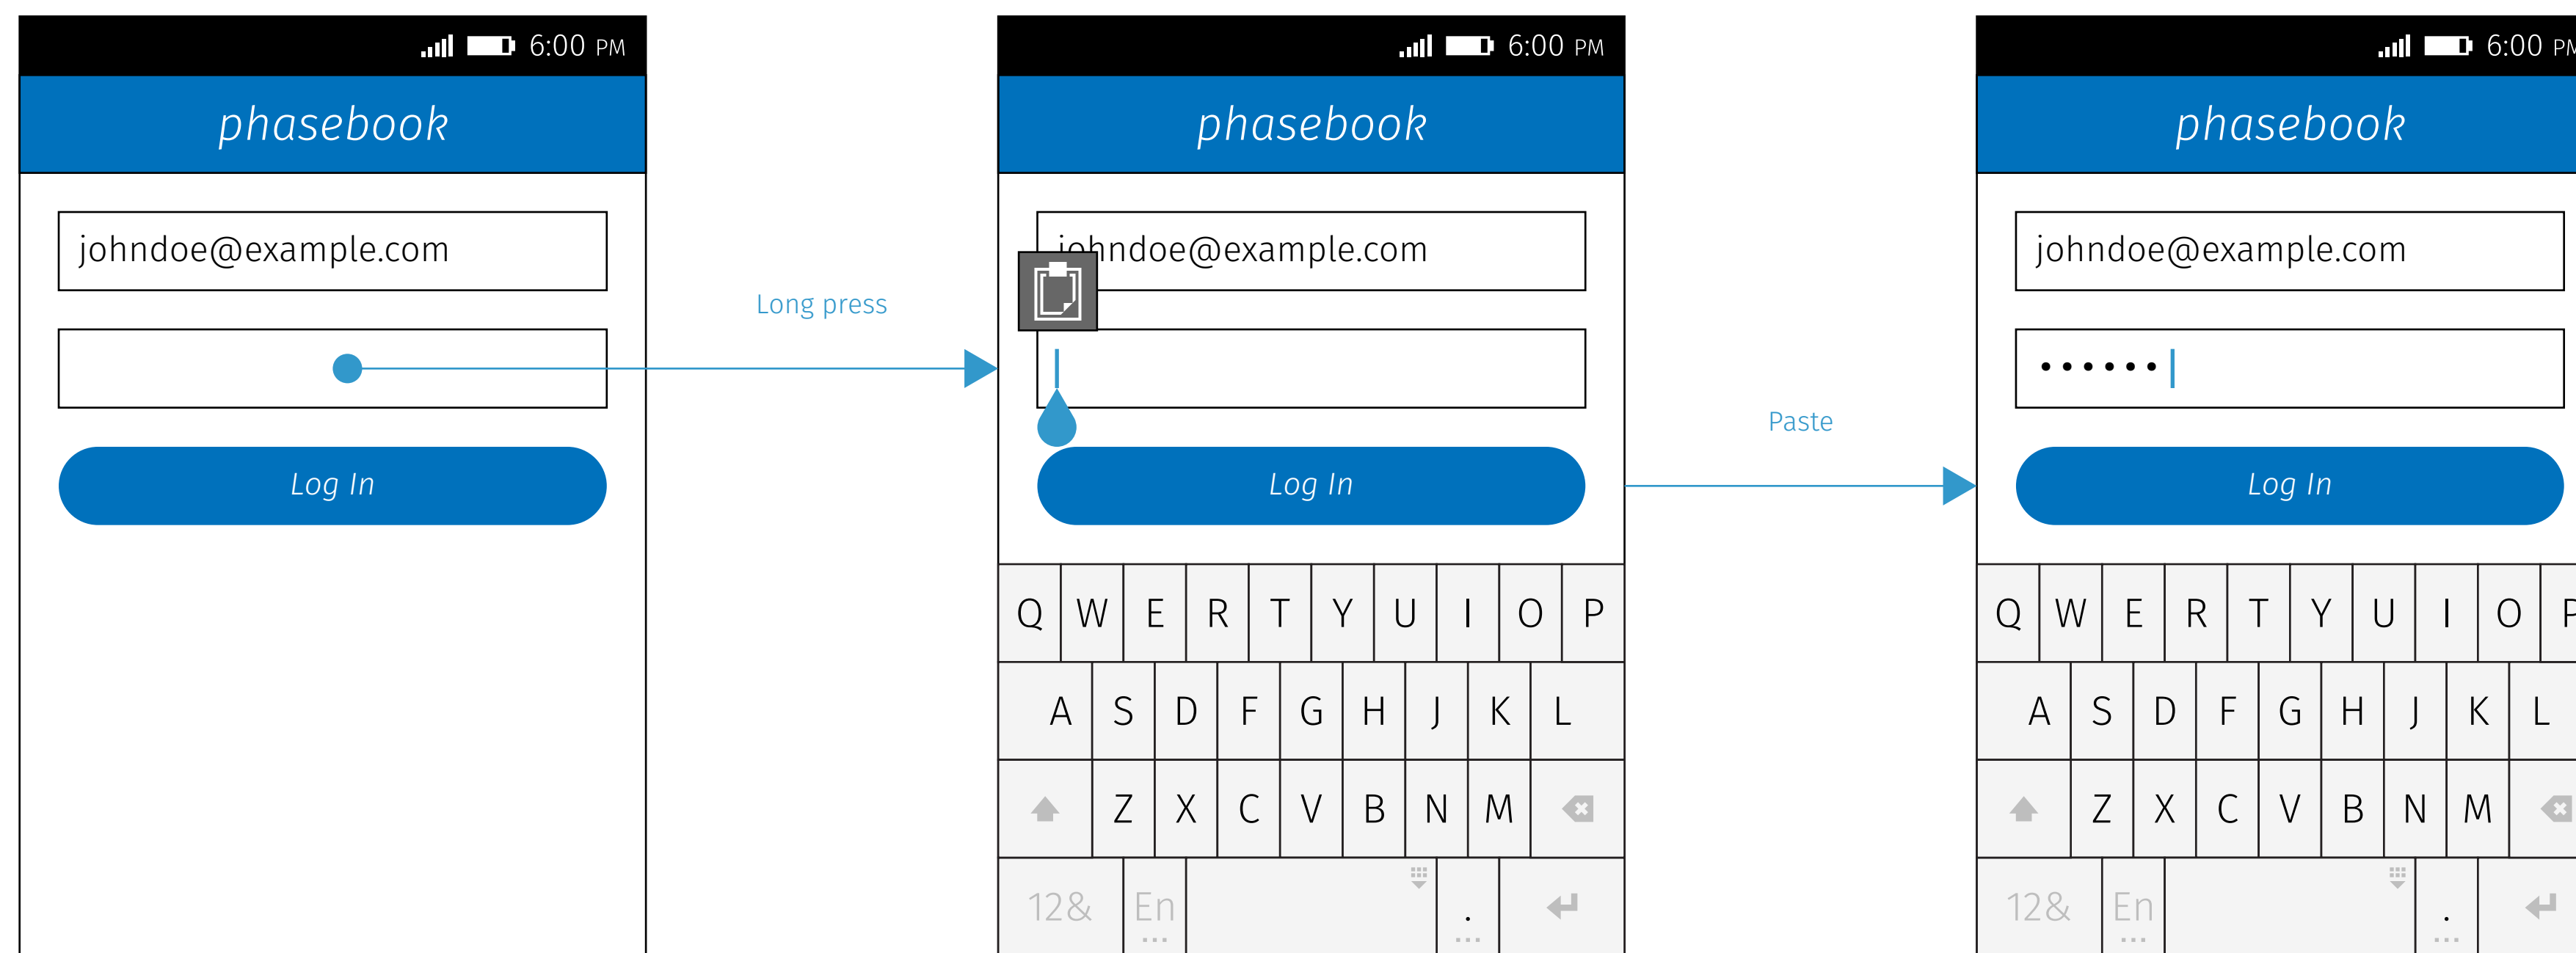 6:00 PM
phasebook
johndoe@example.com
Log In
Long press
6:00 PM
phasebook
johndoe@example.com
Log In
Q W E R T Y U I O P
A S D F G H J K L
Z X C V B N M
12& En .
Paste
6:00 PM
phasebook
johndoe@example.com
••••••
Log In
Q W E R T Y U I O P
A S D F G H J K L
Z X C V B N M
12& En .